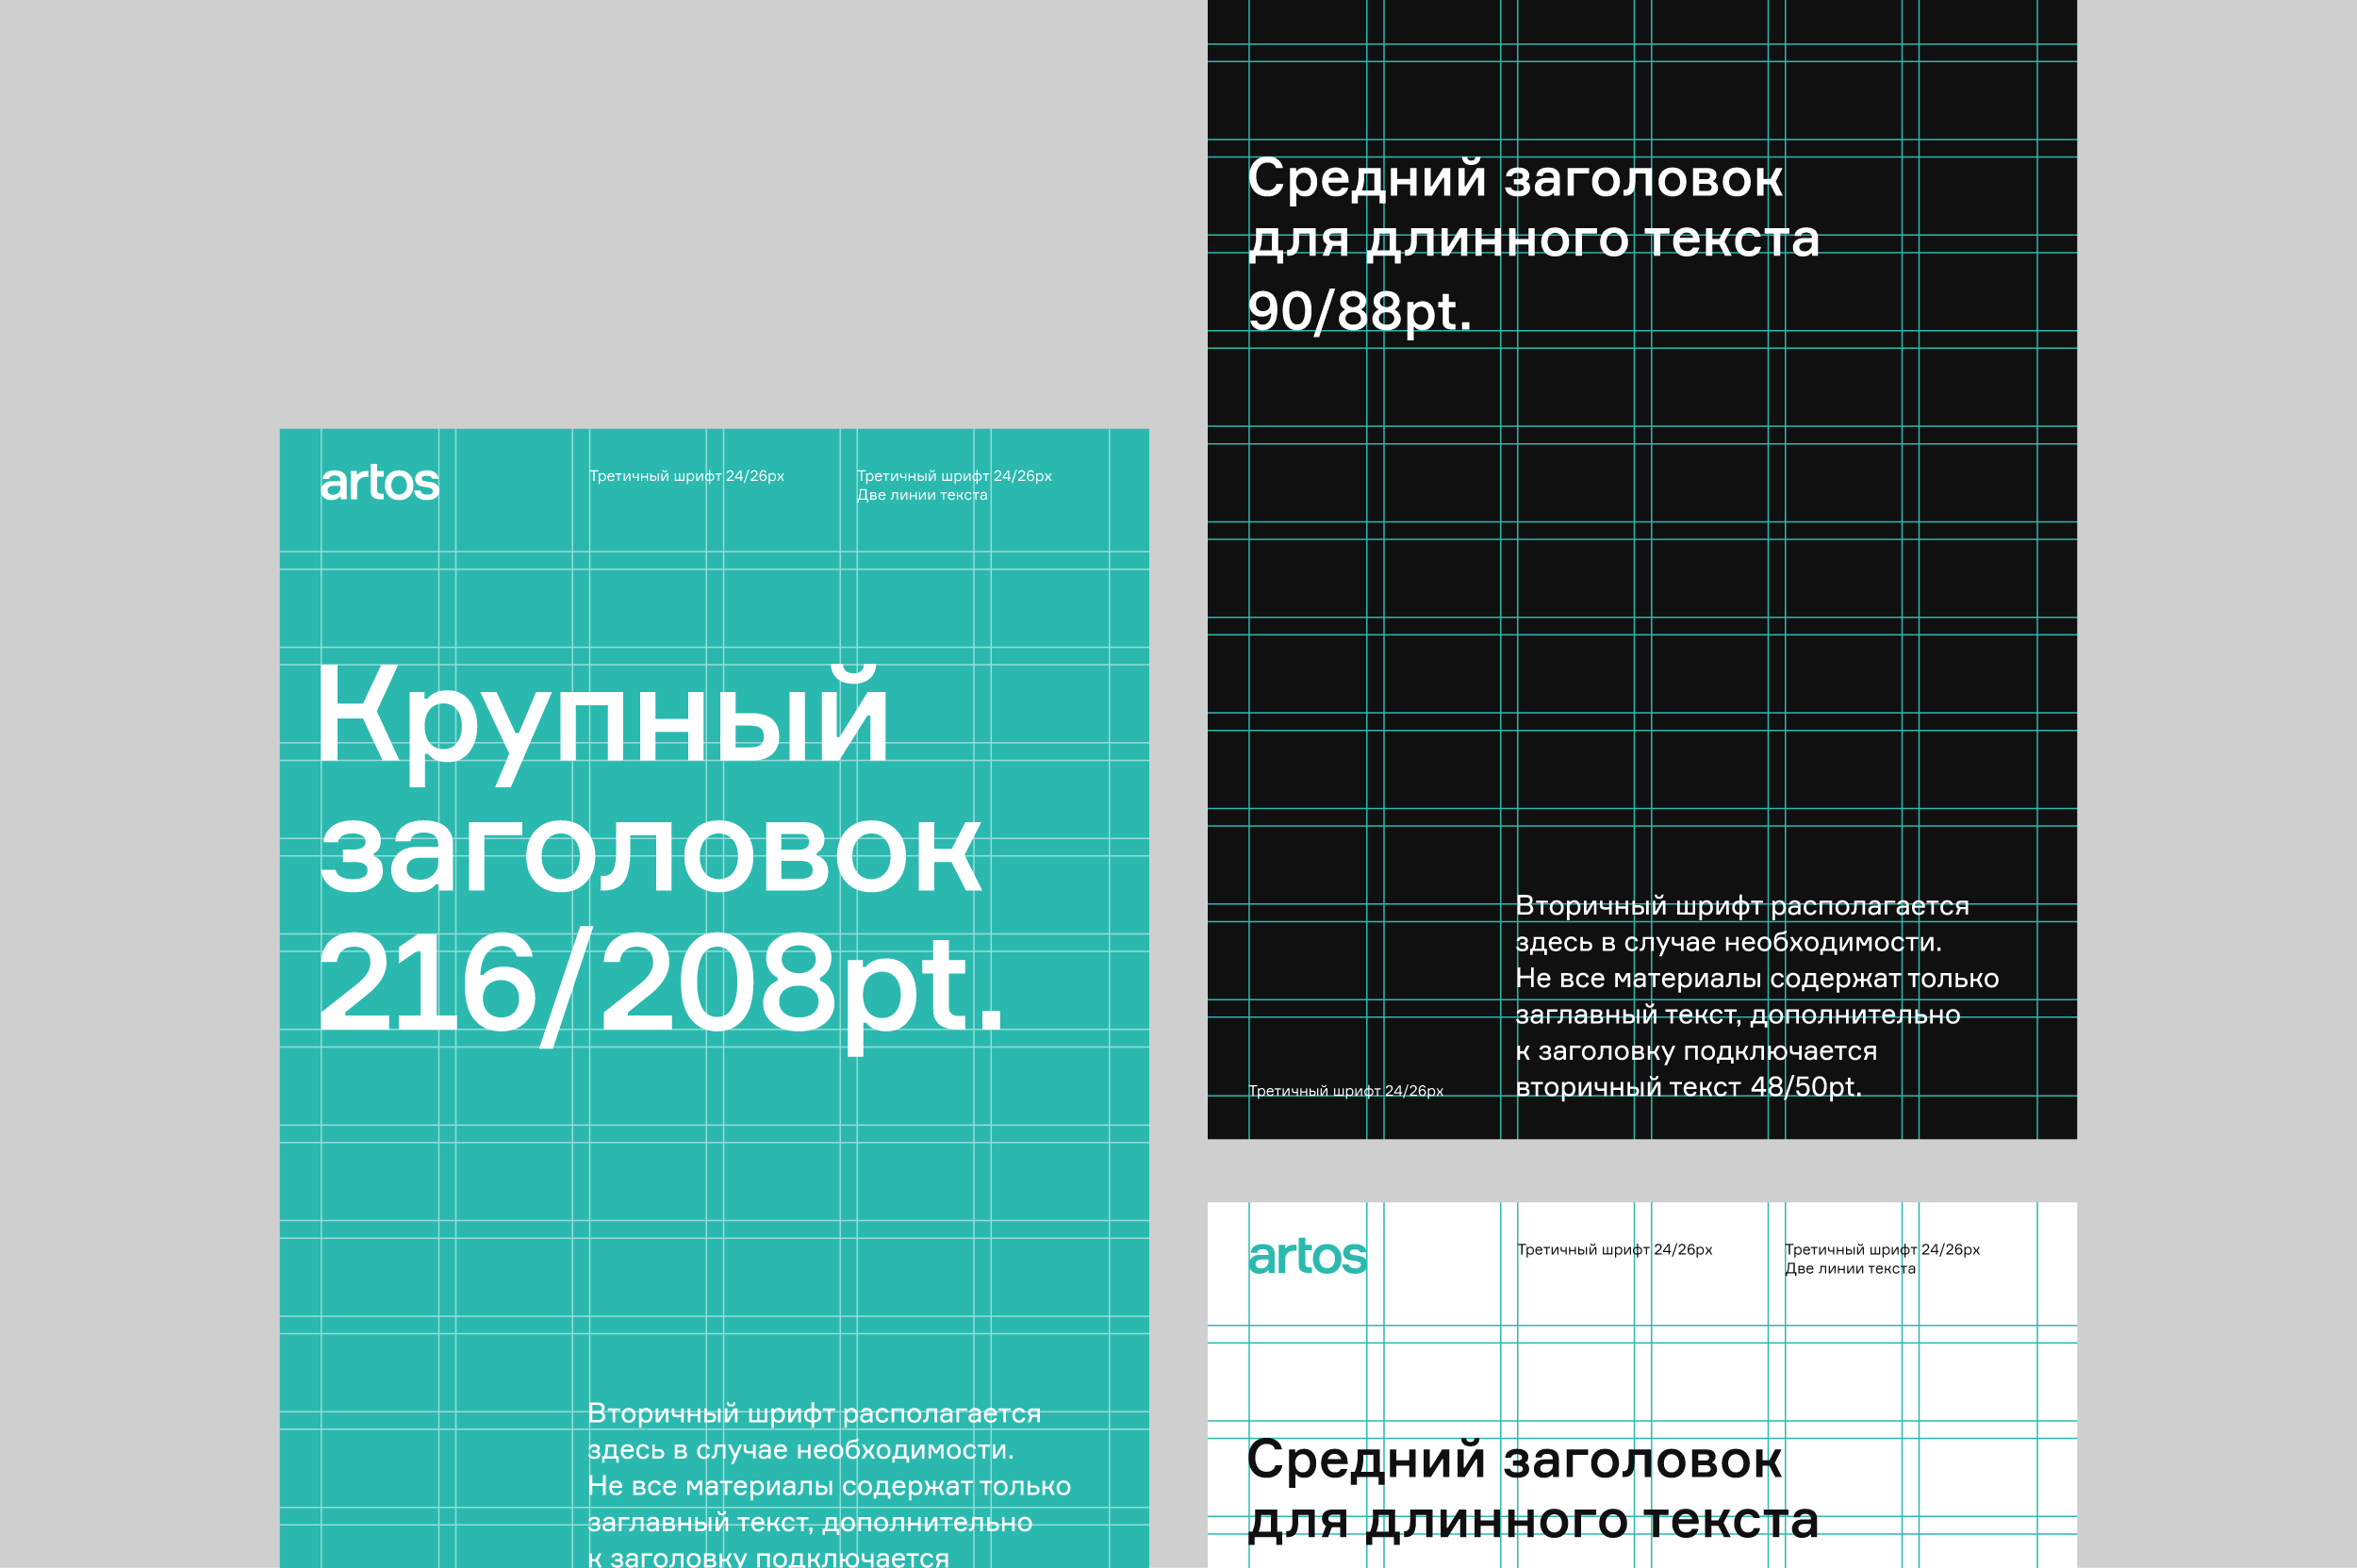 artos
Третичный шрифт 24/26px
Третичный шрифт 24/26px
Две линии текста
Крупный
заголовок
216/208pt.
Вторичный шрифт располагается
здесь в случае необходимости.
Не все материалы содержат только
заглавный текст, дополнительно
к заголовку подключается
Средний заголовок
для длинного текста
90/88pt.
Вторичный шрифт располагается
здесь в случае необходимости.
Не все материалы содержат только
заглавный текст, дополнительно
к заголовку подключается
вторичный текст 48/50pt.
Третичный шрифт 24/26px
artos
Третичный шрифт 24/26px
Третичный шрифт 24/26px
Две линии текста
Средний заголовок
для длинного текста